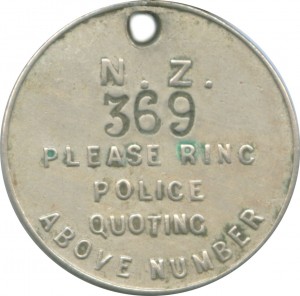 N. Z.
369
PLEASE RING
POLICE
QUOTING
ABOVE NUMBER